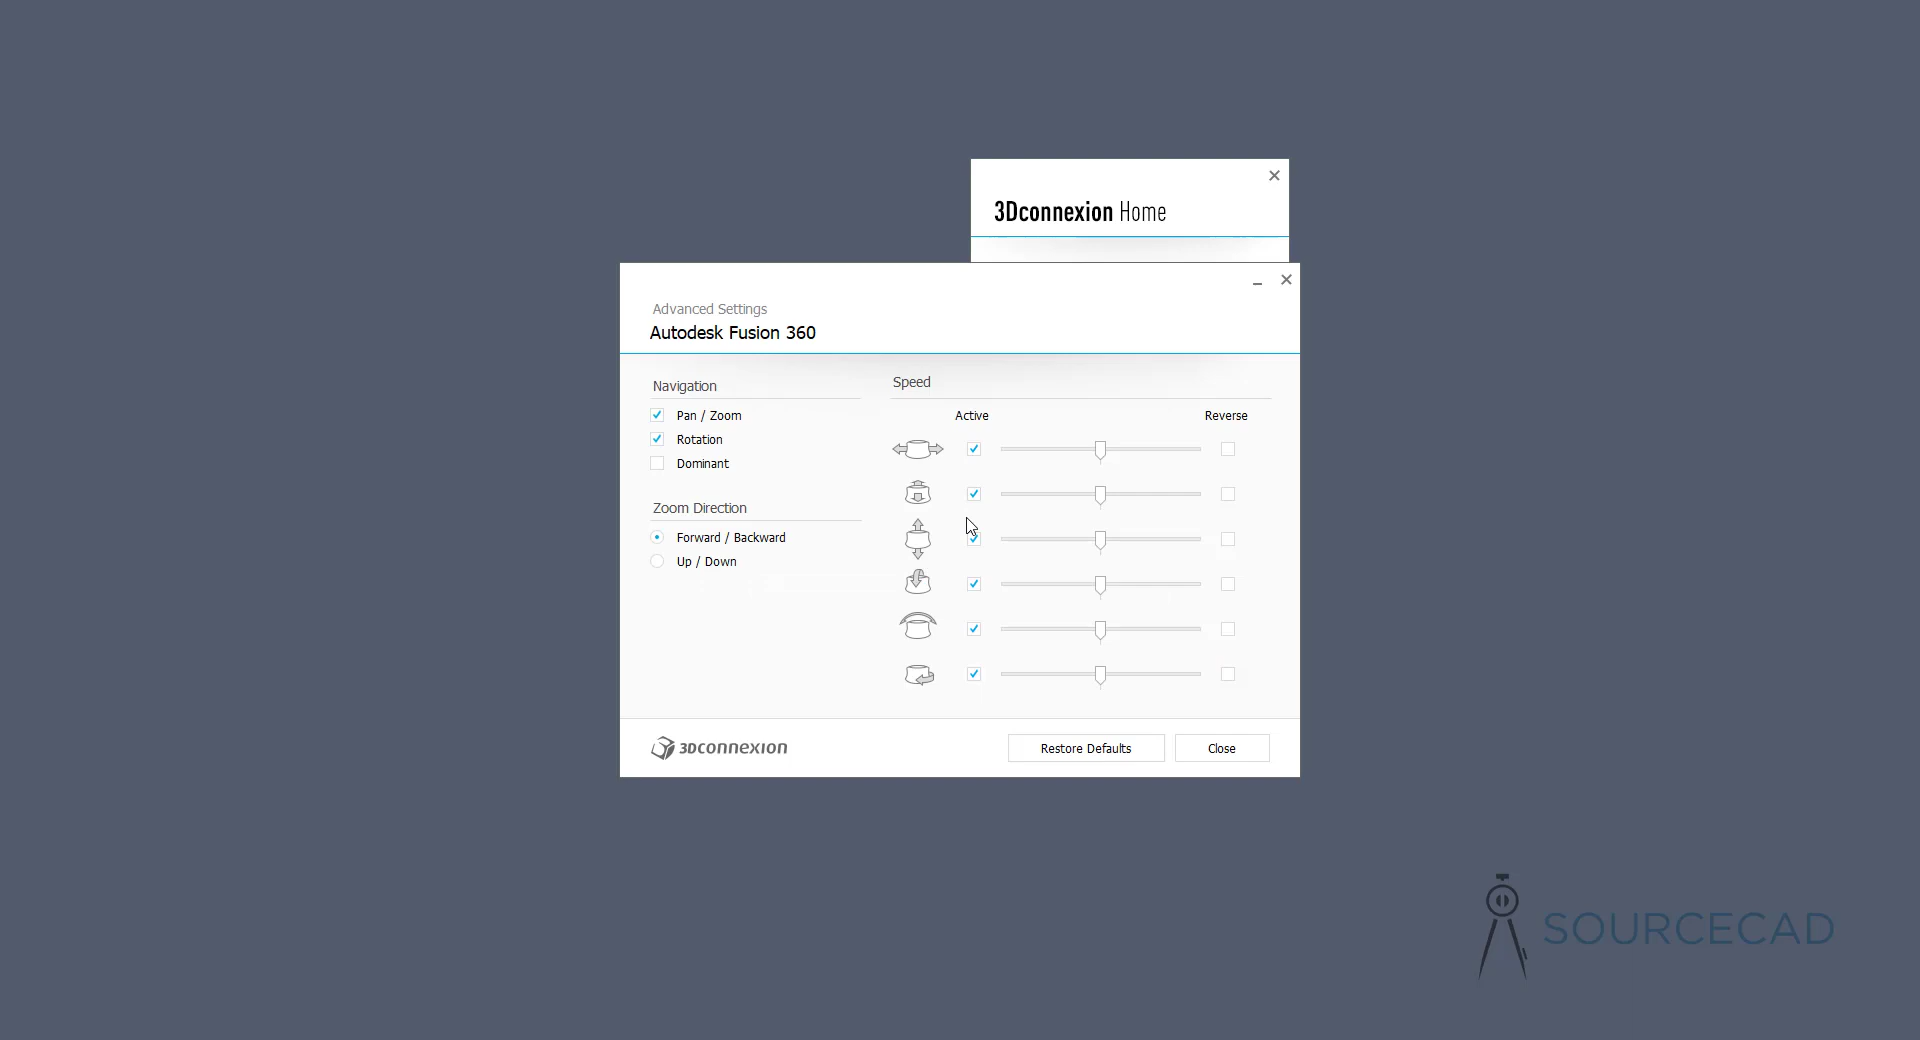 3Dconnexion Home
Advanced Settings
Autodesk Fusion 360
Navigation
Pan / Zoom
Rotation
Dominant
Zoom Direction
Forward / Backward
Up / Down
Speed
Active Reverse
3Dconnexion
Restore Defaults Close
SOURCECAD